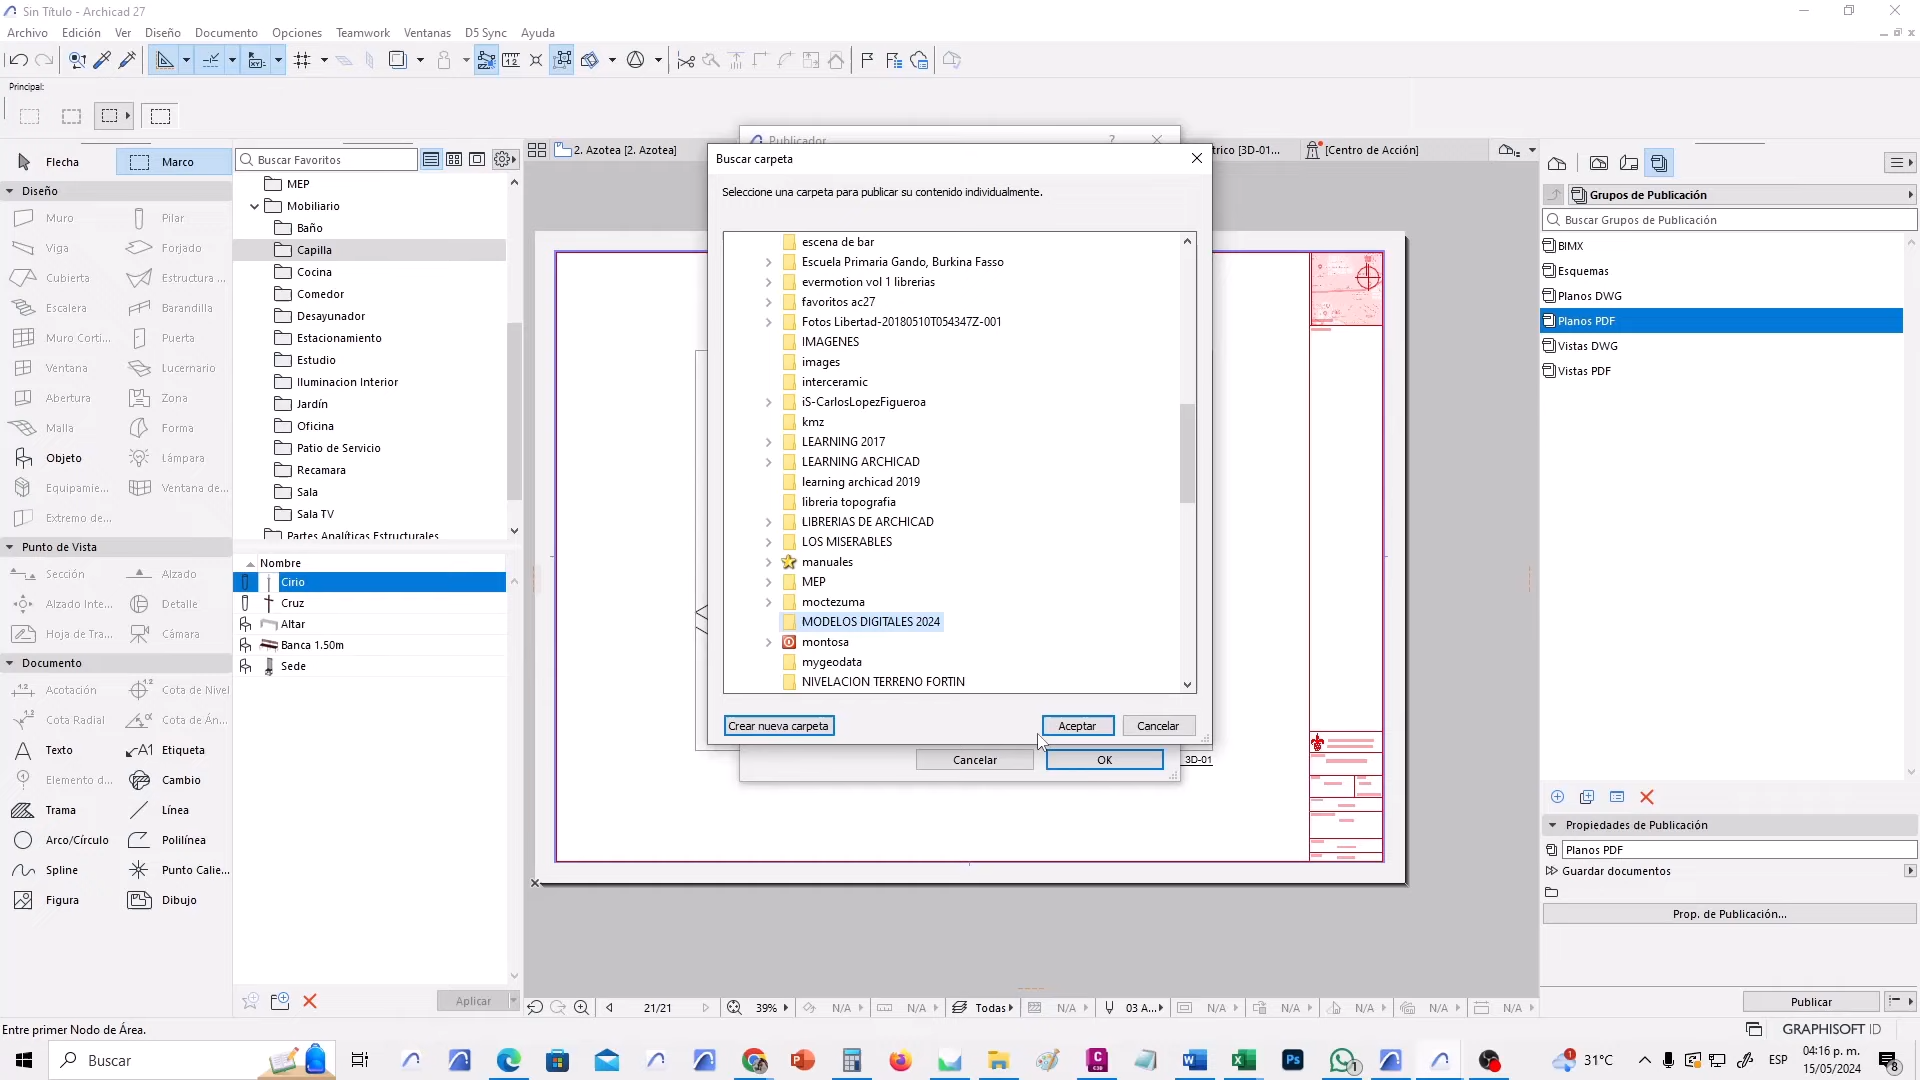 Sin Título - Archicad 27
Archivo Edición Ver Diseño Documento Opciones Teamwork Ventanas D5 Sync Ayuda
Principal:
Flecha Marco
Diseño
Muro Pilar
Viga Forjado
Cubierta Estructura ...
Escalera Barandilla
Muro Corti... Puerta
Ventana Lucernario
Abertura Zona
Malla Forma
Objeto Lámpara
Equipamie... Ventana de...
Extremo de...
Punto de Vista
Sección Alzado
Alzado Inte... Detalle
Hoja de Tra... Cámara
Documento
Acotación Cota de Nivel
Cota Radial Cota de Án...
Texto Etiqueta
Elemento d... Cambio
Trama Línea
Arco/Círculo Polilínea
Spline Punto Calie...
Figura Dibujo
Buscar Favoritos
MEP
Mobiliario
Baño
Capilla
Cocina
Comedor
Desayunador
Estacionamiento
Estudio
Iluminacion Interior
Jardín
Oficina
Patio de Servicio
Recamara
Sala
Sala TV
Partes Analíticas Estructurales
Nombre
Cirio
Cruz
Altar
Banca 1.50m
Sede
Aplicar
2. Azotea [2. Azotea]
trico [3D-01...
[Centro de Acción]
Publicador
?
Buscar carpeta
Seleccione una carpeta para publicar su contenido individualmente.
escena de bar
Escuela Primaria Gando, Burkina Fasso
evermotion vol 1 librerias
favoritos ac27
Fotos Libertad-20180510T054347Z-001
IMAGENES
images
interceramic
iS-CarlosLopezFigueroa
kmz
LEARNING 2017
LEARNING ARCHICAD
learning archicad 2019
libreria topografia
LIBRERIAS DE ARCHICAD
LOS MISERABLES
manuales
MEP
moctezuma
MODELOS DIGITALES 2024
montosa
mygeodata
NIVELACION TERRENO FORTIN
Crear nueva carpeta Aceptar Cancelar
Cancelar OK
3D-01
Grupos de Publicación
Buscar Grupos de Publicación
BIMX
Esquemas
Planos DWG
Planos PDF
Vistas DWG
Vistas PDF
Propiedades de Publicación
Planos PDF
Guardar documentos
Prop. de Publicación...
Publicar
21/21 39% N/A N/A Todas N/A 03 A... N/A N/A N/A N/A N/A
Entre primer Nodo de Área.
GRAPHISOFT ID
Buscar
31°C ESP 04:16 p. m.
15/05/2024